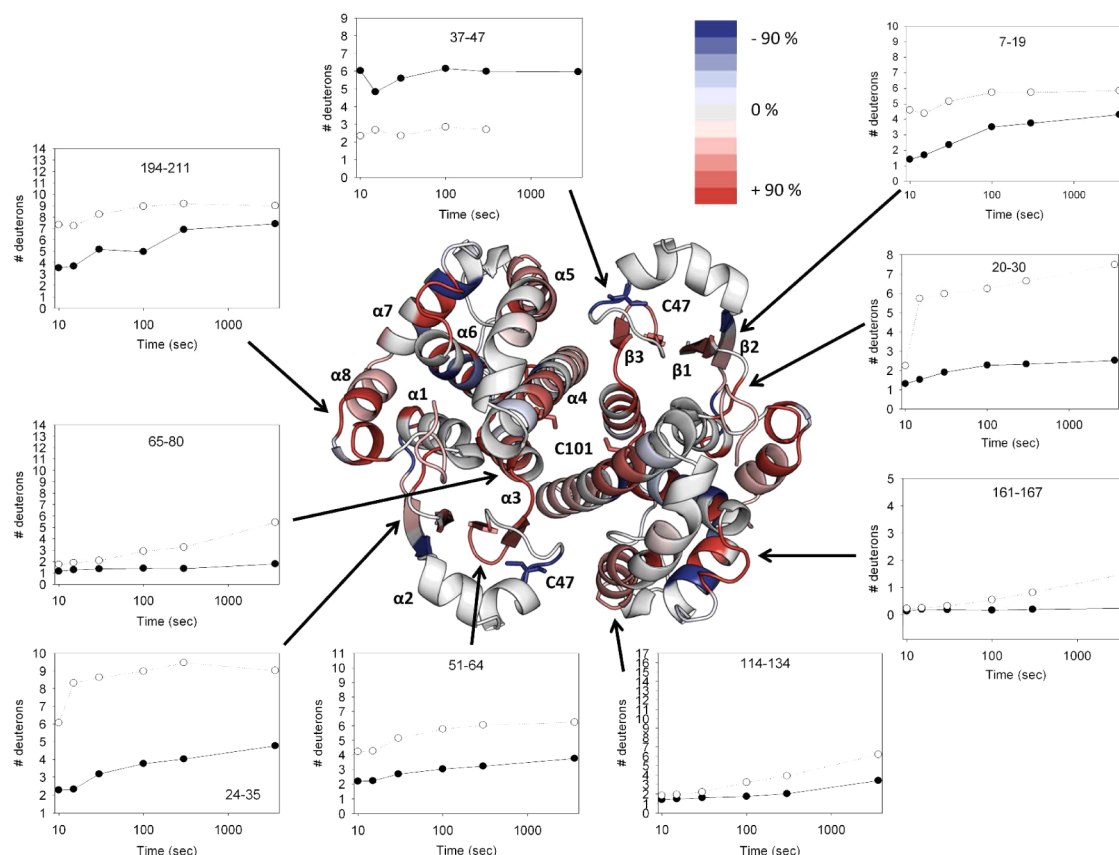 37-47
# deuterons
9
8
7
6
5
4
3
2
1
0
10 100 1000
Time (sec)
- 90 %
0 %
+ 90 %
7-19
# deuterons
10
9
8
7
6
5
4
3
2
1
0
10 100 1000
Time (sec)
194-211
# deuterons
14
13
12
11
10
9
8
7
6
5
4
3
2
1
0
10 100 1000
Time (sec)
20-30
# deuterons
8
7
6
5
4
3
2
1
0
10 100 1000
Time (sec)
65-80
# deuterons
14
13
12
11
10
9
8
7
6
5
4
3
2
1
0
10 100 1000
Time (sec)
161-167
# deuterons
5
4
3
2
1
0
10 100 1000
Time (sec)
α5
α7
α6
α8
α1
α4
C47
β3
β2
β1
C101
α3
C47
α2
24-35
# deuterons
10
9
8
7
6
5
4
3
2
1
0
10 100 1000
Time (sec)
51-64
# deuterons
11
10
9
8
7
6
5
4
3
2
1
0
10 100 1000
Time (sec)
114-134
# deuterons
17
16
15
14
13
12
11
10
9
8
7
6
5
4
3
2
1
0
10 100 1000
Time (sec)